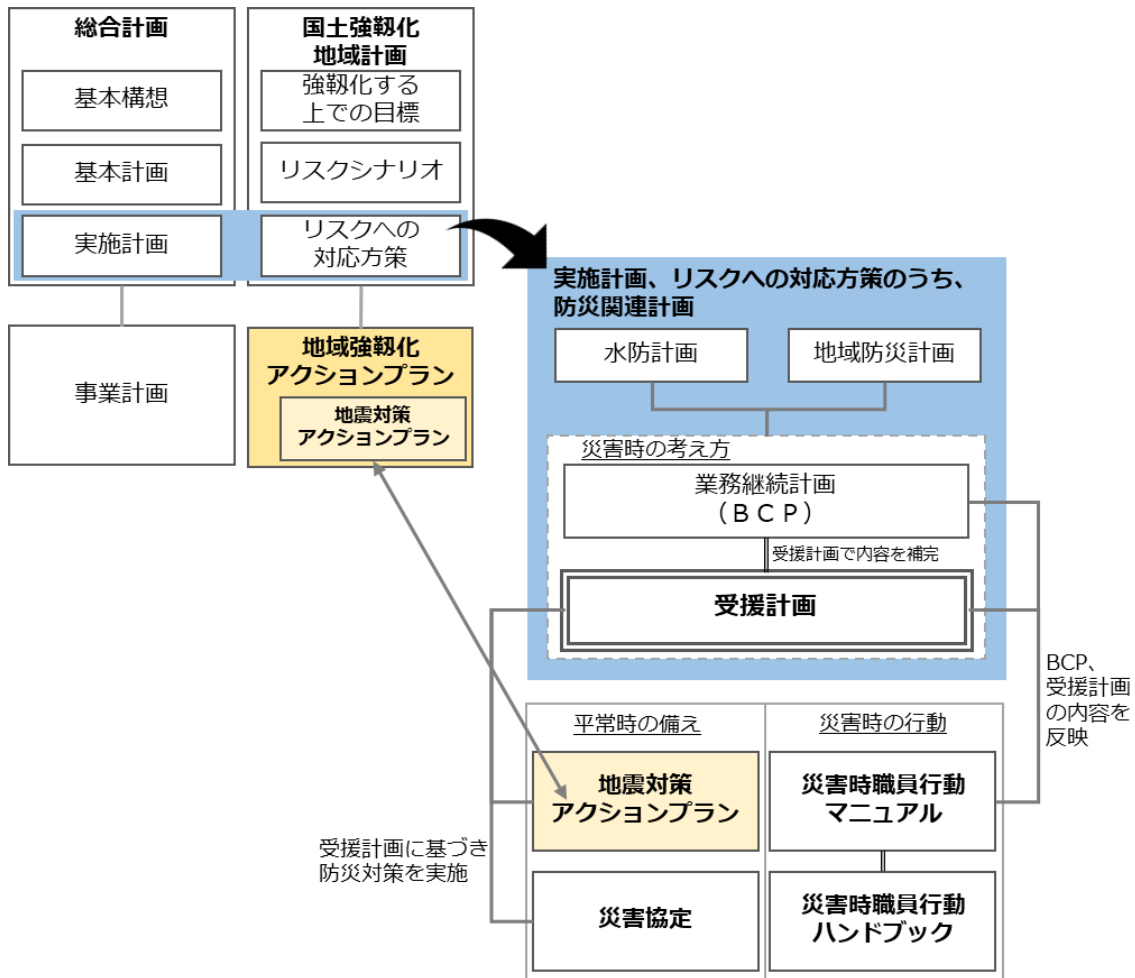 総合計画
基本構想
基本計画
実施計画
事業計画
国土強靱化
地域計画
強靱化する
上での目標
リスクシナリオ
リスクへの
対応方策
地域強靱化
アクションプラン
地震対策
アクションプラン
実施計画、リスクへの対応方策のうち、
防災関連計画
水防計画
地域防災計画
災害時の考え方
業務継続計画
（ＢＣＰ）
受援計画で内容を補完
受援計画
BCP、
受援計画
の内容を
反映
平常時の備え
地震対策
アクションプラン
災害協定
災害時の行動
災害時職員行動
マニュアル
災害時職員行動
ハンドブック
受援計画に基づき
防災対策を実施